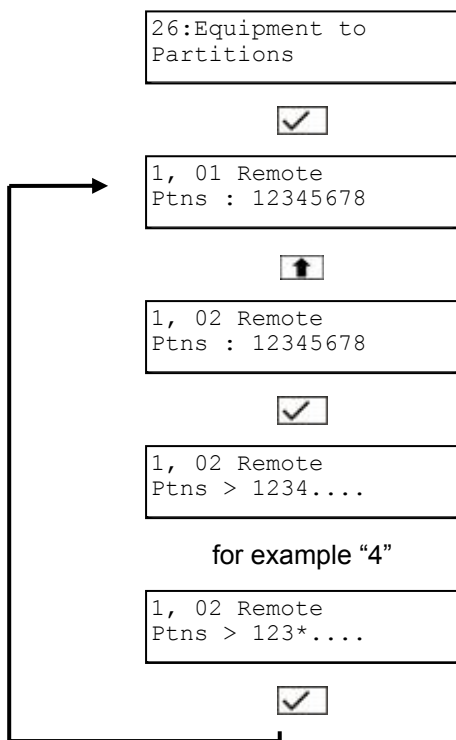 26:Equipment to
Partitions
1, 01 Remote
Ptns : 12345678
1, 02 Remote
Ptns : 12345678
1, 02 Remote
Ptns > 1234....
for example “4”
1, 02 Remote
Ptns > 123*....